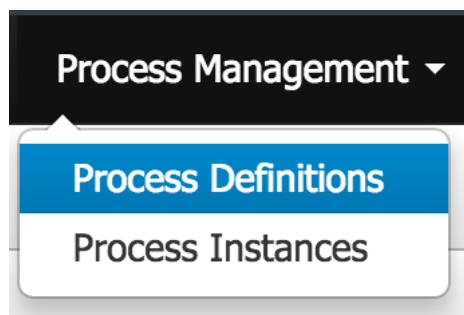 Process Management
Process Definitions
Process Instances